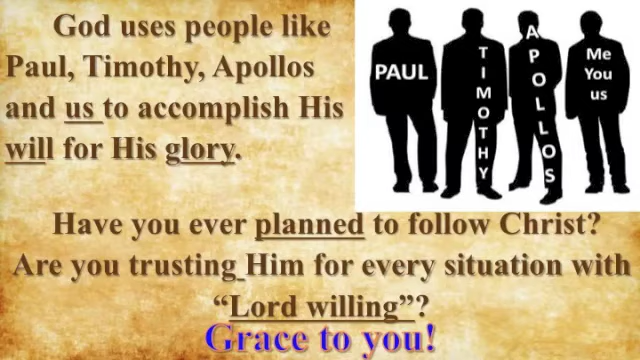 God uses people like
Paul, Timothy, Apollos
and us to accomplish His
will for His glory.
PAUL
TIMOTHY
APOLLOS
Me
You
us
Have you ever planned to follow Christ?
Are you trusting Him for every situation with
“Lord willing”?
Grace to you!